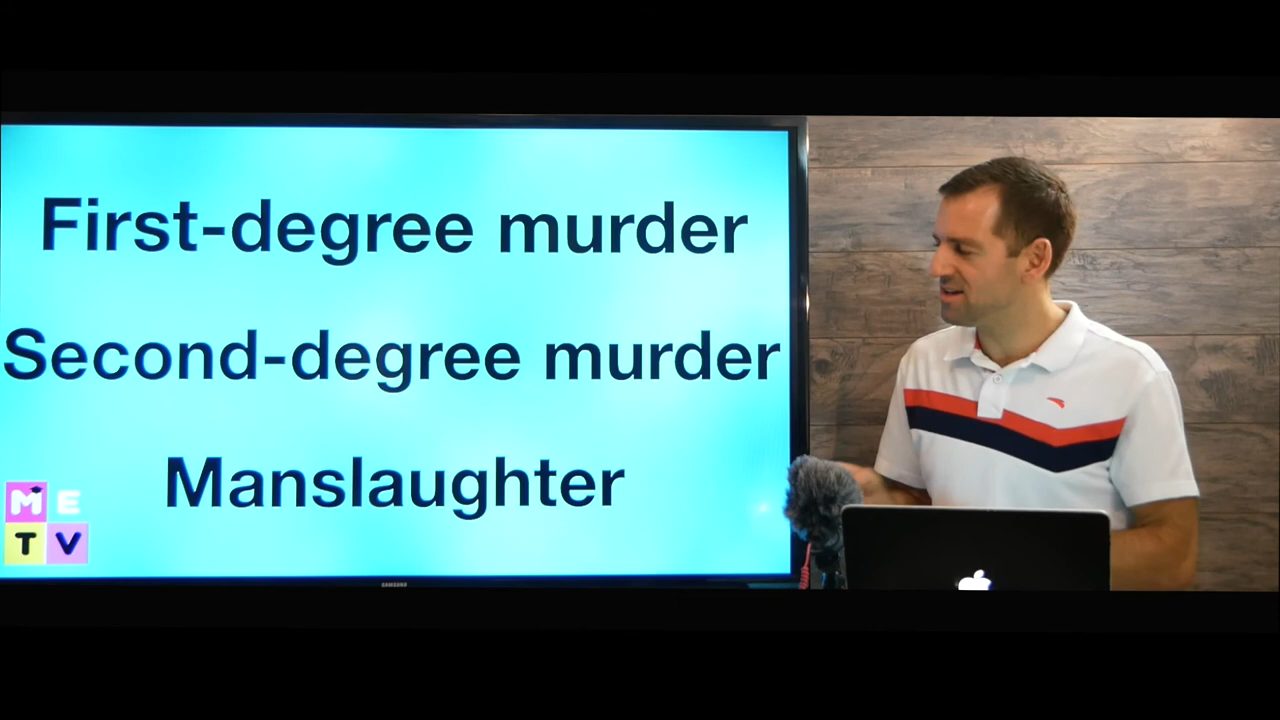 First-degree murder
Second-degree murder
Manslaughter
M E
T V
SAMSUNG